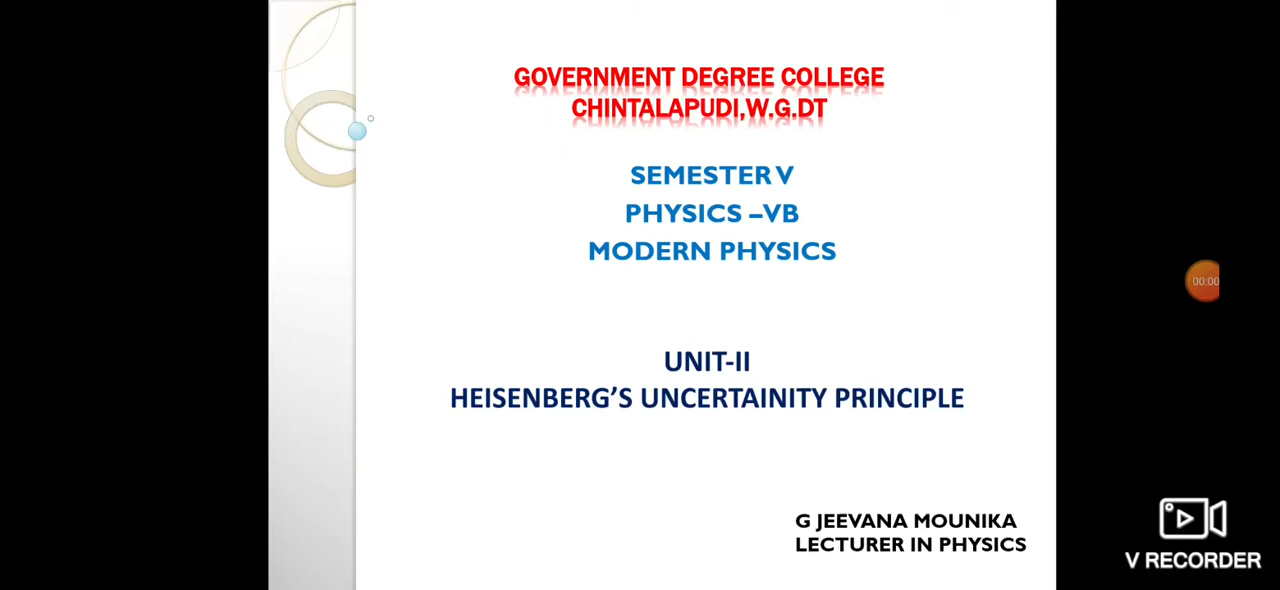 GOVERNMENT DEGREE COLLEGE
CHINTALAPUDI,W.G.DT
SEMESTER V
PHYSICS –VB
MODERN PHYSICS
00:00
UNIT-II
HEISENBERG’S UNCERTAINITY PRINCIPLE
G JEEVANA MOUNIKA
LECTURER IN PHYSICS
V RECORDER